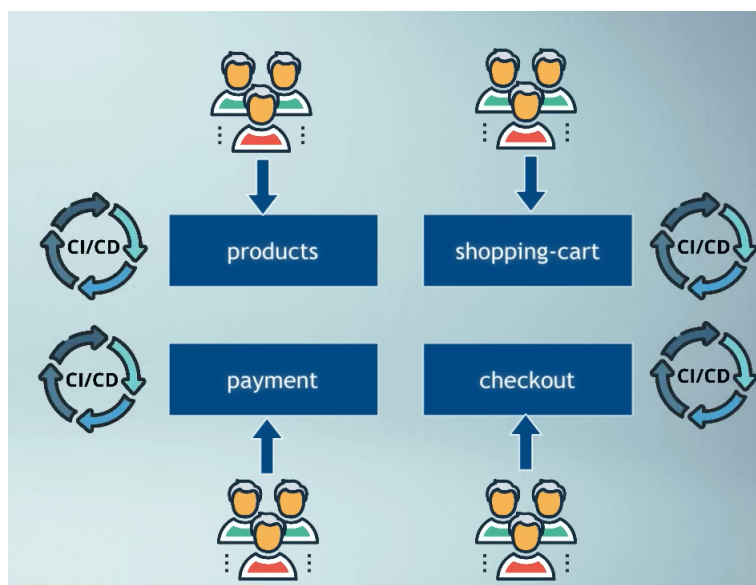 CI/CD
products
shopping-cart
CI/CD
CI/CD
payment
checkout
CI/CD